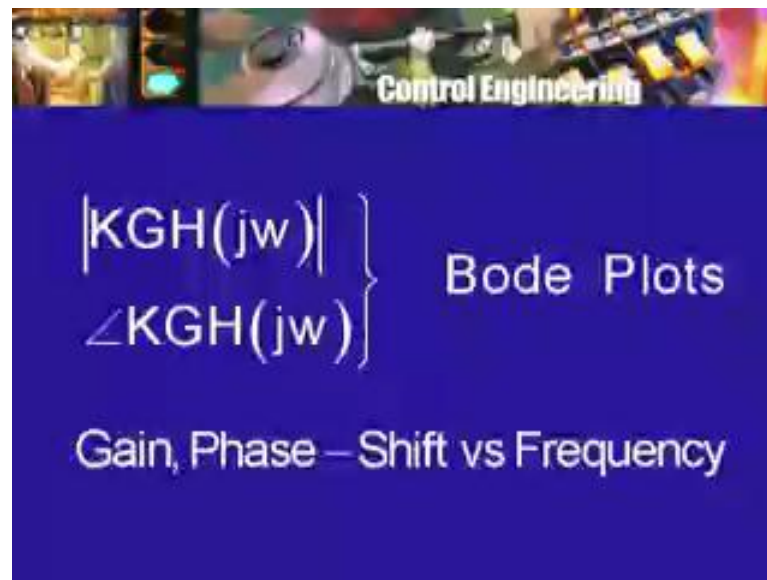 Control Engineering
|KGH(jw)|
∠KGH(jw)
Bode Plots
Gain, Phase – Shift vs Frequency